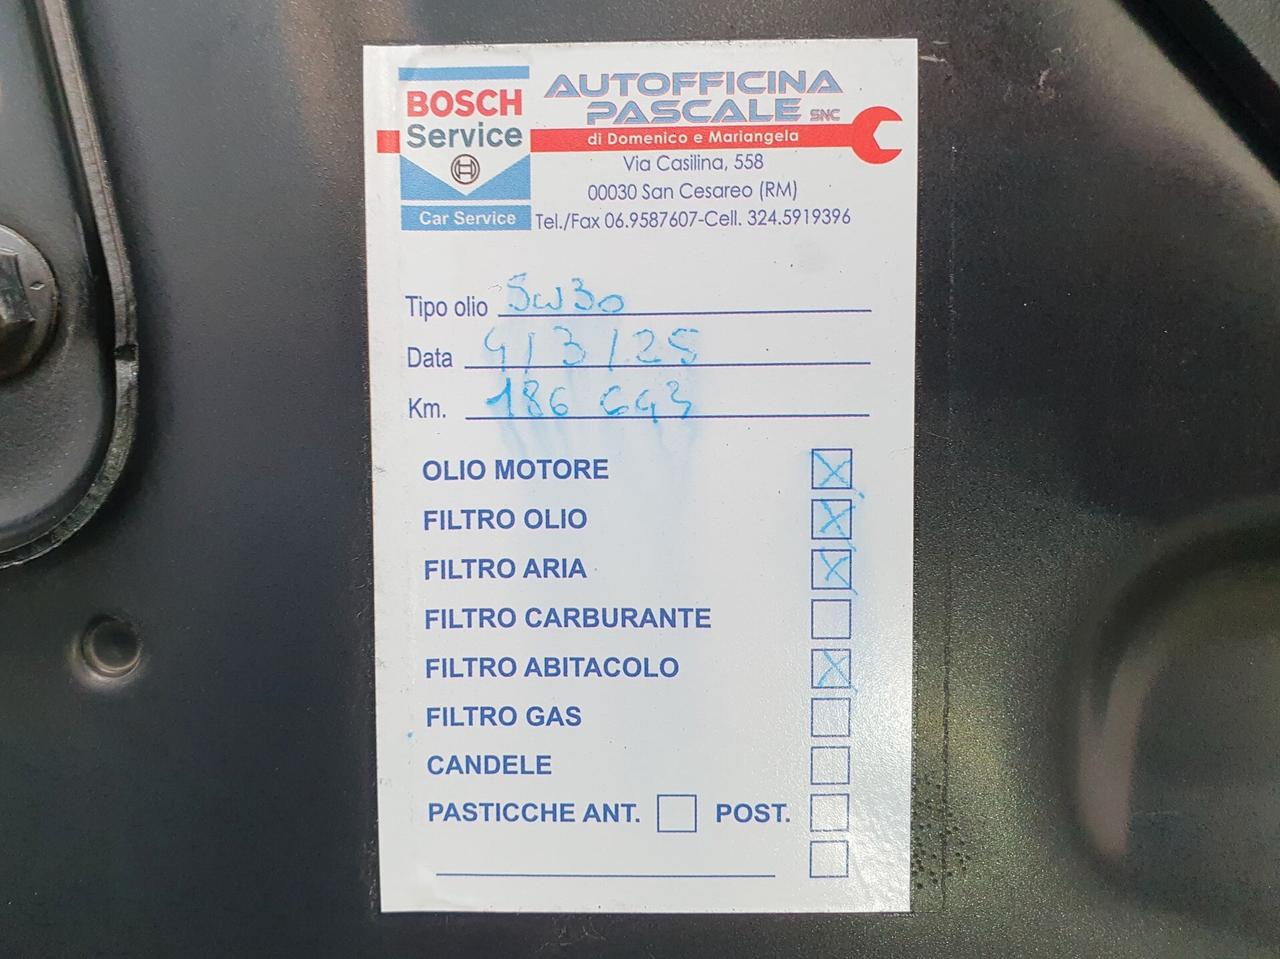 BOSCH
Service
Car Service
AUTOFFICINA
PASCALE SNC
di Domenico e Mariangela
Via Casilina, 558
00030 San Cesareo (RM)
Tel./Fax 06.9587607-Cell. 324.5919396
Tipo olio 5w30
Data 4/3/25
Km. 186 643
OLIO MOTORE X
FILTRO OLIO X
FILTRO ARIA X
FILTRO CARBURANTE
FILTRO ABITACOLO X
FILTRO GAS
CANDELE
PASTICCHE ANT. POST.